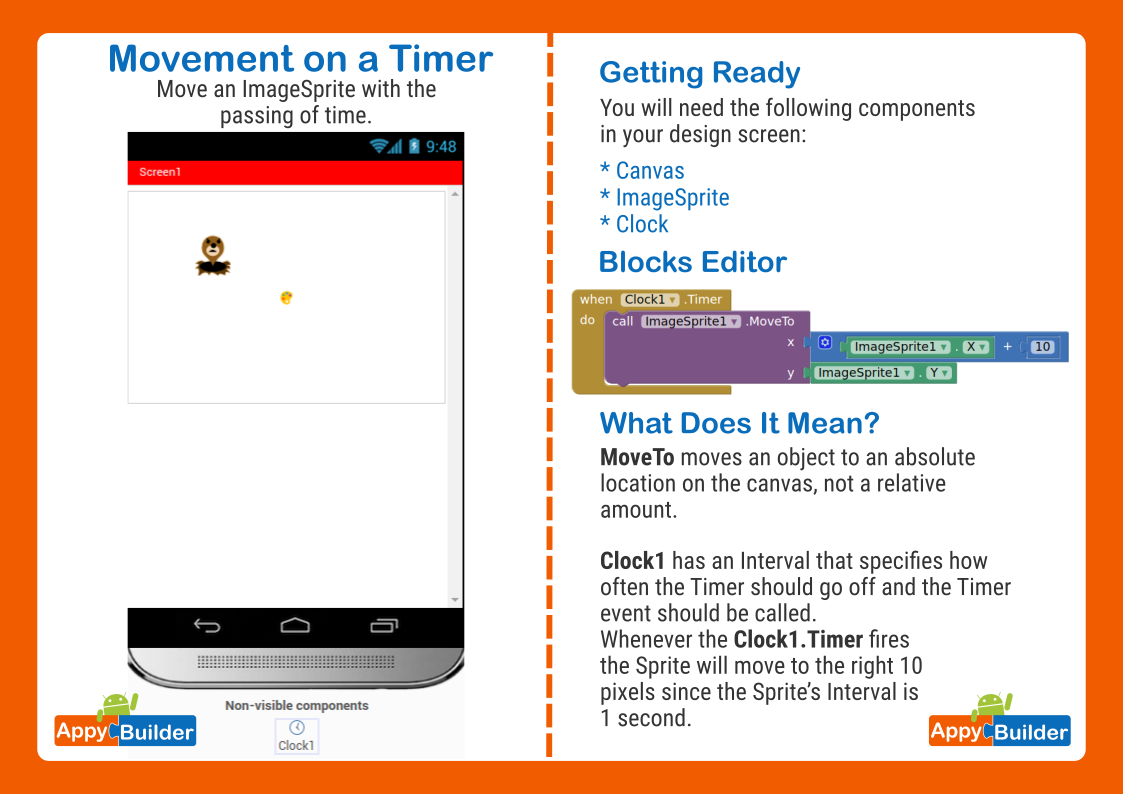 Movement on a Timer
Move an ImageSprite with the
passing of time.
9:48
Screen1
Non-visible components
Clock1
AppyBuilder
Getting Ready
You will need the following components
in your design screen:
* Canvas
* ImageSprite
* Clock
Blocks Editor
when Clock1 .Timer
do call ImageSprite1 .MoveTo
x ImageSprite1 . X + 10
y ImageSprite1 . Y
What Does It Mean?
MoveTo moves an object to an absolute
location on the canvas, not a relative
amount.
Clock1 has an Interval that specifies how
often the Timer should go off and the Timer
event should be called.
Whenever the Clock1.Timer fires
the Sprite will move to the right 10
pixels since the Sprite’s Interval is
1 second.
AppyBuilder